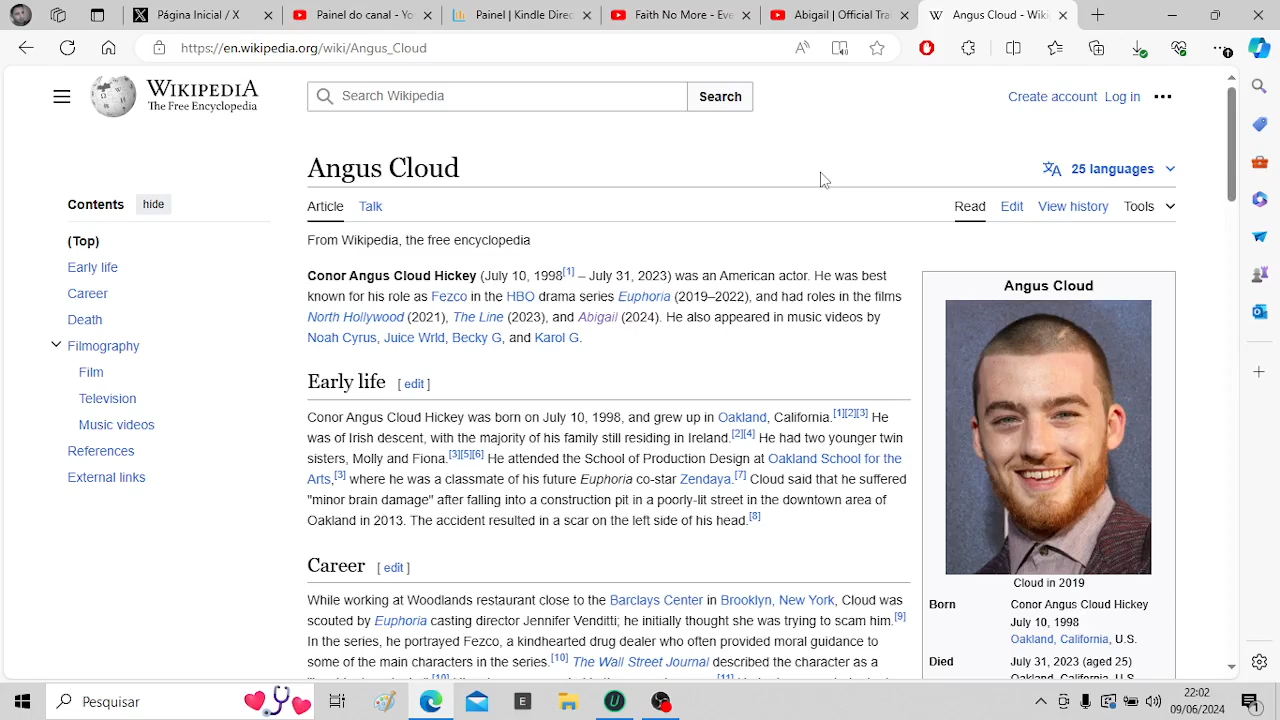 Página Inicial / X
Painel do canal - Yo
Painel | Kindle Direc
Faith No More - Eve
Abigail | Official Tra
Angus Cloud - Wiki
https://en.wikipedia.org/wiki/Angus_Cloud
WIKIPEDIA
The Free Encyclopedia
Search Wikipedia
Search
Create account Log in
Angus Cloud
25 languages
Contents hide
Article Talk
Read Edit View history Tools
From Wikipedia, the free encyclopedia
(Top)
Early life
Career
Death
Filmography
Film
Television
Music videos
References
External links
Conor Angus Cloud Hickey (July 10, 1998[1] – July 31, 2023) was an American actor. He was best
known for his role as Fezco in the HBO drama series Euphoria (2019–2022), and had roles in the films
North Hollywood (2021), The Line (2023), and Abigail (2024). He also appeared in music videos by
Noah Cyrus, Juice Wrld, Becky G, and Karol G.
Early life [ edit ]
Conor Angus Cloud Hickey was born on July 10, 1998, and grew up in Oakland, California.[1][2][3] He
was of Irish descent, with the majority of his family still residing in Ireland.[2][4] He had two younger twin
sisters, Molly and Fiona.[3][5][6] He attended the School of Production Design at Oakland School for the
Arts,[3] where he was a classmate of his future Euphoria co-star Zendaya.[7] Cloud said that he suffered
"minor brain damage" after falling into a construction pit in a poorly-lit street in the downtown area of
Oakland in 2013. The accident resulted in a scar on the left side of his head.[8]
Career [ edit ]
While working at Woodlands restaurant close to the Barclays Center in Brooklyn, New York, Cloud was
scouted by Euphoria casting director Jennifer Venditti; he initially thought she was trying to scam him.[9]
In the series, he portrayed Fezco, a kindhearted drug dealer who often provided moral guidance to
some of the main characters in the series.[10] The Wall Street Journal described the character as a
Angus Cloud
Cloud in 2019
Born Conor Angus Cloud Hickey
July 10, 1998
Oakland, California, U.S.
Died July 31, 2023 (aged 25)
Oakland, California, U.S.
Pesquisar
22:02
09/06/2024